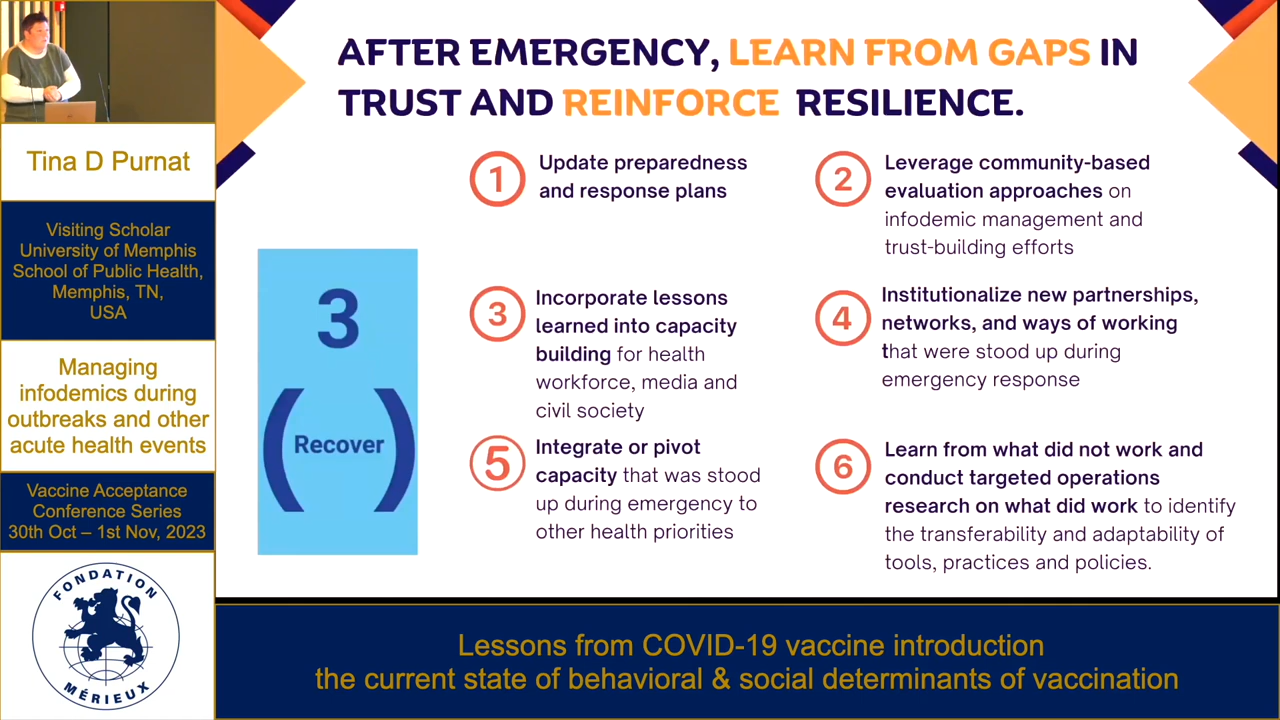 Tina D Purnat
Visiting Scholar
University of Memphis
School of Public Health,
Memphis, TN,
USA
Managing
infodemics during
outbreaks and other
acute health events
Vaccine Acceptance
Conference Series
30th Oct – 1st Nov, 2023
FONDATION
MÉRIEUX
AFTER EMERGENCY, LEARN FROM GAPS IN
TRUST AND REINFORCE RESILIENCE.
3
Recover
1
Update preparedness
and response plans
2
Leverage community-based
evaluation approaches on
infodemic management and
trust-building efforts
3
Incorporate lessons
learned into capacity
building for health
workforce, media and
civil society
4
Institutionalize new partnerships,
networks, and ways of working
that were stood up during
emergency response
5
Integrate or pivot
capacity that was stood
up during emergency to
other health priorities
6
Learn from what did not work and
conduct targeted operations
research on what did work to identify
the transferability and adaptability of
tools, practices and policies.
Lessons from COVID-19 vaccine introduction
the current state of behavioral & social determinants of vaccination